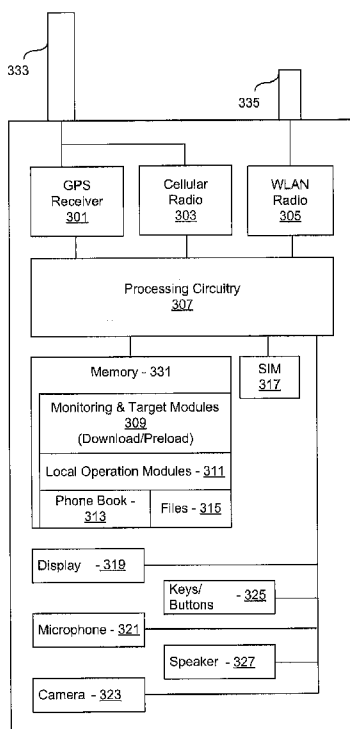 333
335
GPS
Receiver
301
Cellular
Radio
303
WLAN
Radio
305
Processing Circuitry
307
Memory - 331
SIM
317
Monitoring & Target Modules
309
(Download/Preload)
Local Operation Modules - 311
Phone Book -
313
Files - 315
Display - 319
Keys/
Buttons - 325
Microphone - 321
Speaker - 327
Camera - 323